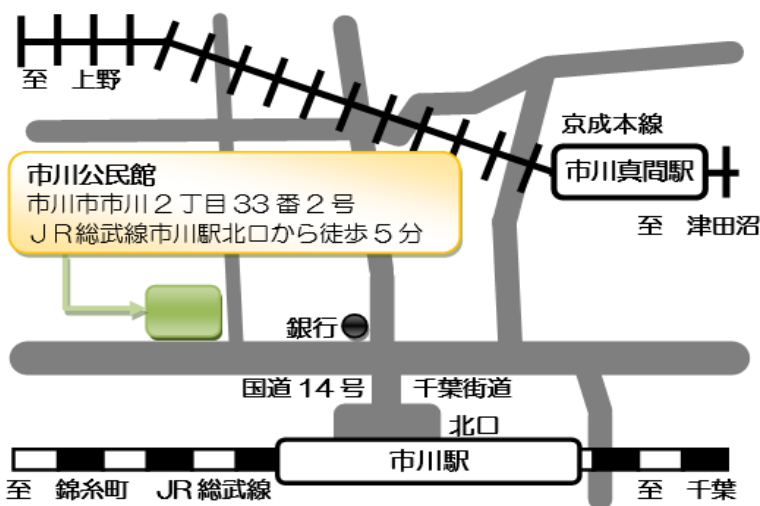 至 上野
京成本線
市川真間駅
至 津田沼
市川公民館
市川市市川２丁目33番２号
ＪＲ総武線市川駅北口から徒歩５分
銀行
国道14号 千葉街道
北口
市川駅
至 錦糸町 JR総武線
至 千葉